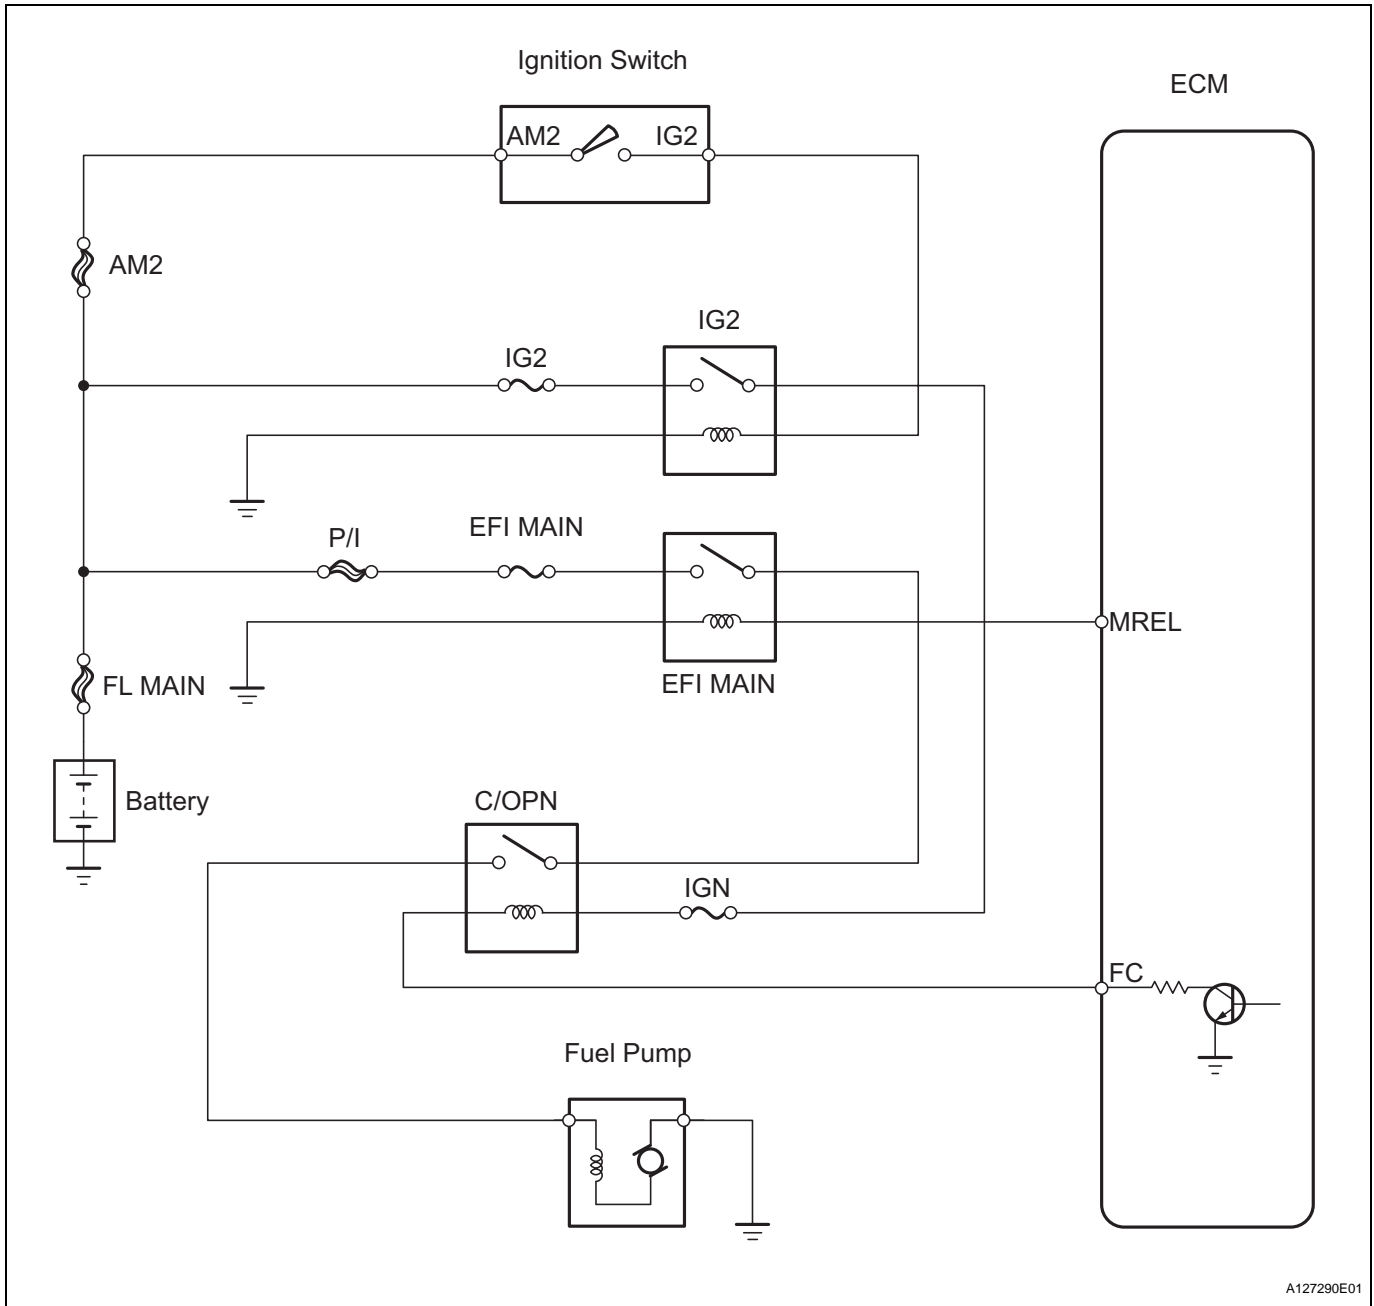 Ignition Switch
ECM
AM2
IG2
AM2
IG2
IG2
P/I
EFI MAIN
MREL
FL MAIN
EFI MAIN
Battery
C/OPN
IGN
FC
Fuel Pump
A127290E01